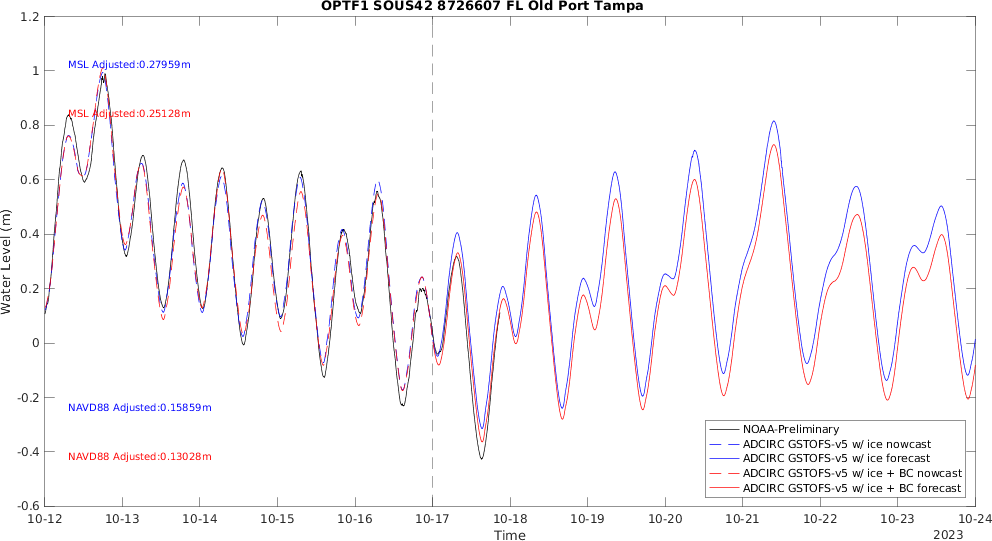 OPTF1 SOUS42 8726607 FL Old Port Tampa
1.2
1
0.8
0.6
0.4
0.2
0
-0.2
-0.4
-0.6
Water Level (m)
MSL Adjusted:0.27959m
MSL Adjusted:0.25128m
NAVD88 Adjusted:0.15859m
NAVD88 Adjusted:0.13028m
NOAA-Preliminary
ADCIRC GSTOFS-v5 w/ ice nowcast
ADCIRC GSTOFS-v5 w/ ice forecast
ADCIRC GSTOFS-v5 w/ ice + BC nowcast
ADCIRC GSTOFS-v5 w/ ice + BC forecast
10-12 10-13 10-14 10-15 10-16 10-17 10-18 10-19 10-20 10-21 10-22 10-23 10-24
Time
2023